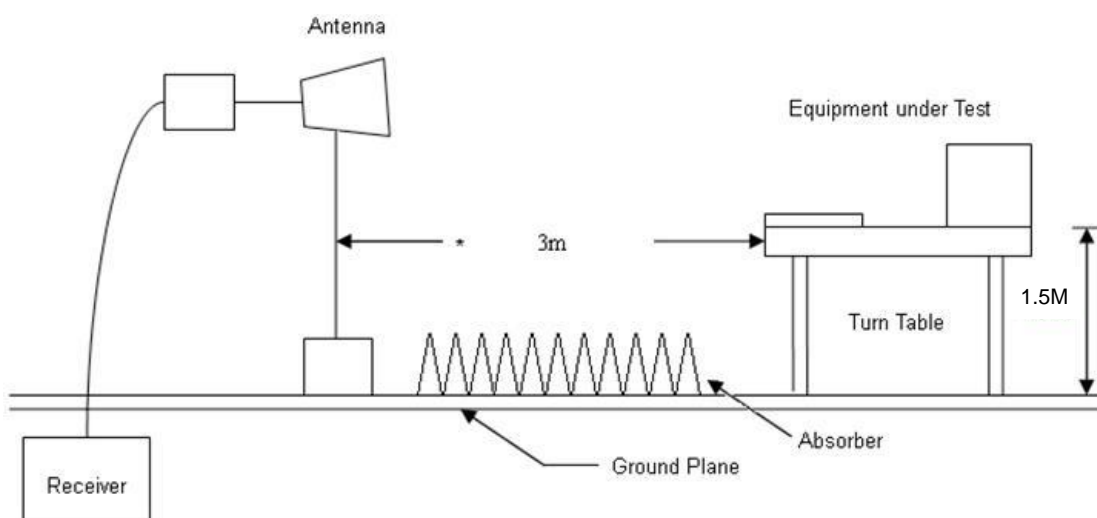 Antenna
Equipment under Test
* 3m
1.5M
Turn Table
Absorber
Ground Plane
Receiver